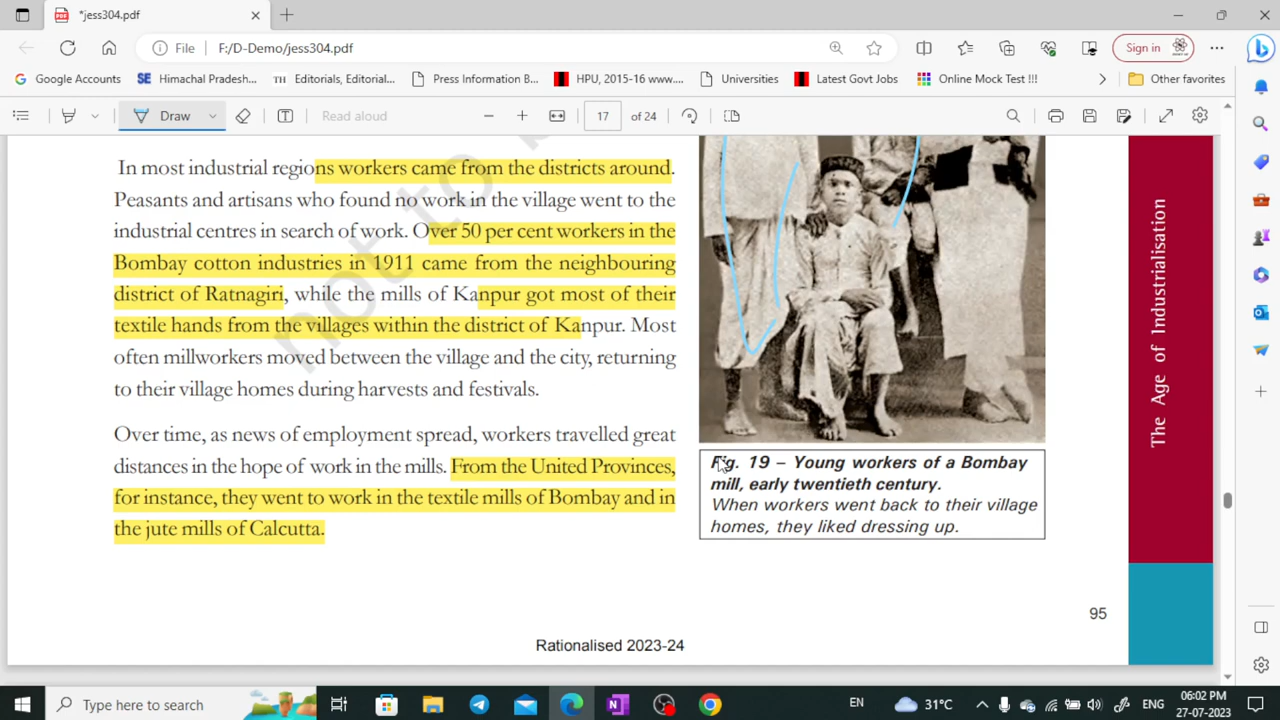 *jess304.pdf
File F:/D-Demo/jess304.pdf Sign in
Google Accounts SE Himachal Pradesh... TH Editorials, Editorial... Press Information B... HPU, 2015-16 www.... Universities Latest Govt Jobs Online Mock Test !!! Other favorites
Draw Read aloud 17 of 24
In most industrial regions workers came from the districts around.
Peasants and artisans who found no work in the village went to the
industrial centres in search of work. Over 50 per cent workers in the
Bombay cotton industries in 1911 came from the neighbouring
district of Ratnagiri, while the mills of Kanpur got most of their
textile hands from the villages within the district of Kanpur. Most
often millworkers moved between the village and the city, returning
to their village homes during harvests and festivals.
Over time, as news of employment spread, workers travelled great
distances in the hope of work in the mills. From the United Provinces,
for instance, they went to work in the textile mills of Bombay and in
the jute mills of Calcutta.
not to b
Fig. 19 – Young workers of a Bombay
mill, early twentieth century.
When workers went back to their village
homes, they liked dressing up.
The Age of Industrialisation
95
Rationalised 2023-24
Type here to search
EN 31°C ENG
06:02 PM
27-07-2023